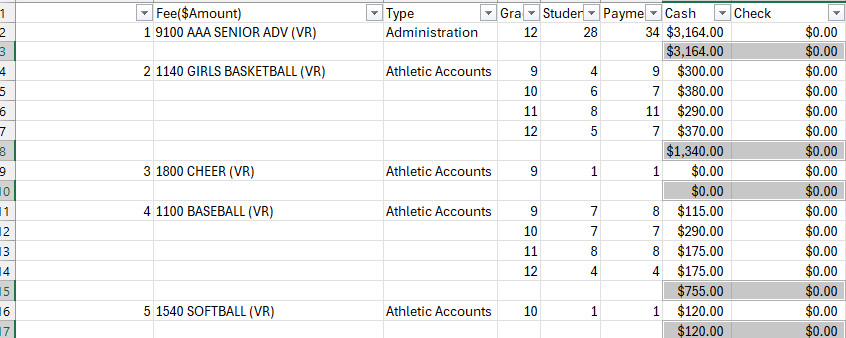 1 Fee($Amount) Type Gra Studen Payme Cash Check
2 1 9100 AAA SENIOR ADV (VR) Administration 12 28 34 $3,164.00 $0.00
3 $3,164.00 $0.00
4 2 1140 GIRLS BASKETBALL (VR) Athletic Accounts 9 4 9 $300.00 $0.00
5 10 6 7 $380.00 $0.00
6 11 8 11 $290.00 $0.00
7 12 5 7 $370.00 $0.00
8 $1,340.00 $0.00
9 3 1800 CHEER (VR) Athletic Accounts 9 1 1 $0.00 $0.00
10 $0.00 $0.00
11 4 1100 BASEBALL (VR) Athletic Accounts 9 7 8 $115.00 $0.00
12 10 7 7 $290.00 $0.00
13 11 8 8 $175.00 $0.00
14 12 4 4 $175.00 $0.00
15 $755.00 $0.00
16 5 1540 SOFTBALL (VR) Athletic Accounts 10 1 1 $120.00 $0.00
17 $120.00 $0.00